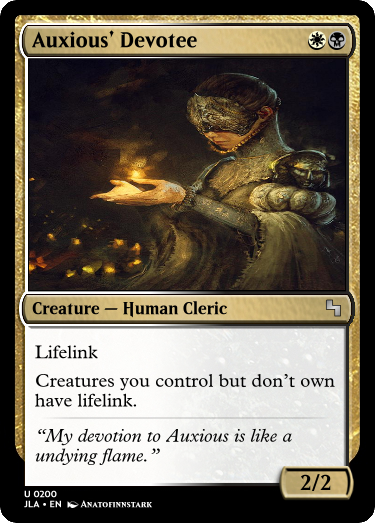 Auxious' Devotee
Creature — Human Cleric
Lifelink
Creatures you control but don't own
have lifelink.
"My devotion to Auxious is like a
undying flame."
2/2
U 0200
JLA • EN Anatofinnstark